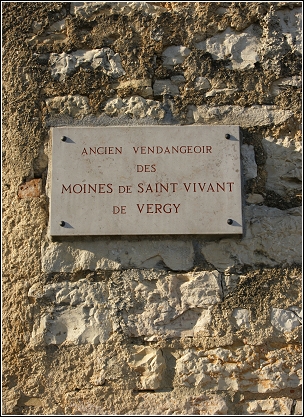 ANCIEN VENDANGEOIR
DES
MOINES DE SAINT VIVANT
DE VERGY